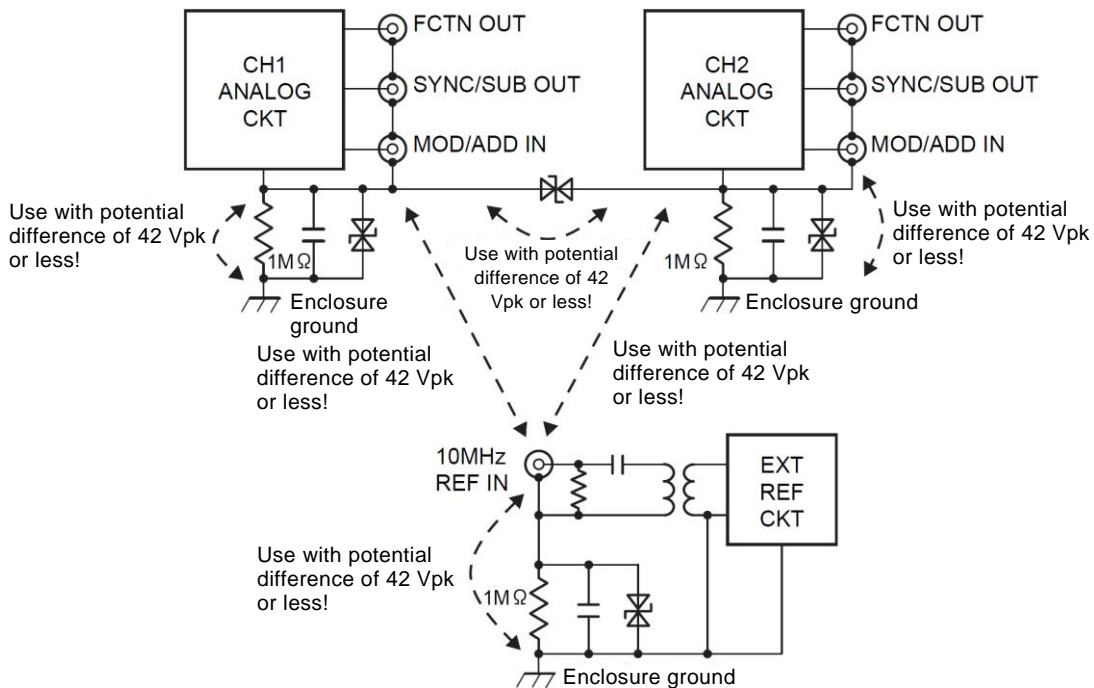 CH1
ANALOG
CKT
FCTN OUT
SYNC/SUB OUT
MOD/ADD IN
CH2
ANALOG
CKT
FCTN OUT
SYNC/SUB OUT
MOD/ADD IN
Use with potential
difference of 42 Vpk
or less!
1MΩ
Enclosure
ground
Use with potential
difference of 42
Vpk or less!
1MΩ
Enclosure ground
Use with potential
difference of 42 Vpk
or less!
Use with potential
difference of 42 Vpk
or less!
Use with potential
difference of 42 Vpk
or less!
10MHz
REF IN
EXT
REF
CKT
Use with potential
difference of 42 Vpk
or less!
1MΩ
Enclosure ground